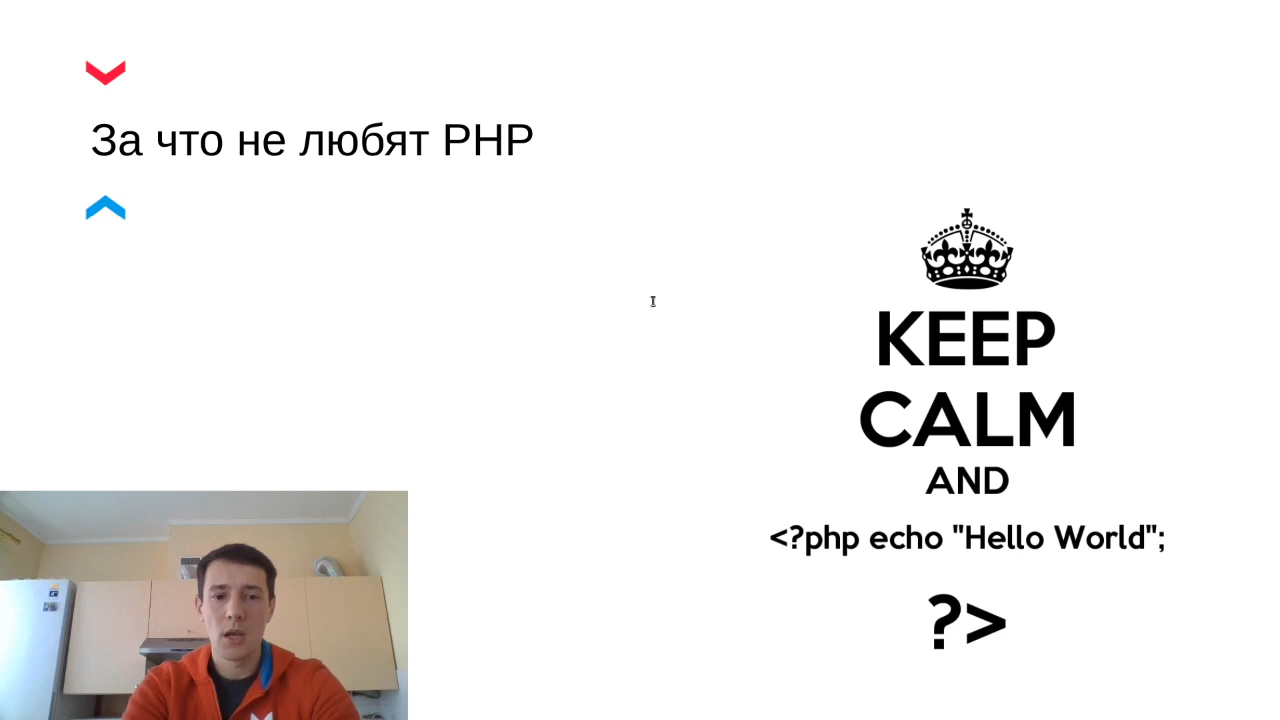 За что не любят PHP
KEEP
CALM
AND
<?php echo "Hello World";
?>